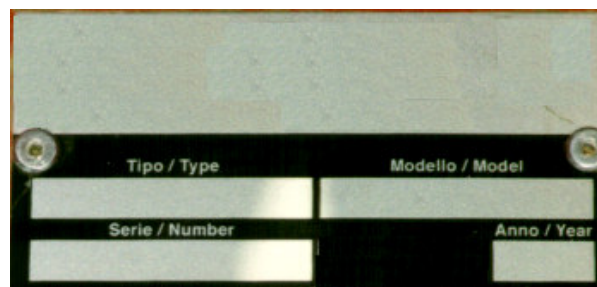 Tipo / Type
Modello / Model
Serie / Number
Anno / Year